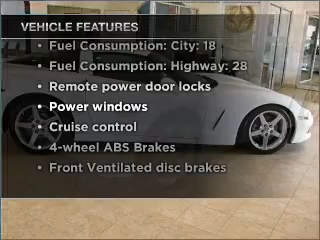 VEHICLE FEATURES
• Fuel Consumption: City: 18
• Fuel Consumption: Highway: 28
• Remote power door locks
• Power windows
• Cruise control
• 4-wheel ABS Brakes
• Front Ventilated disc brakes